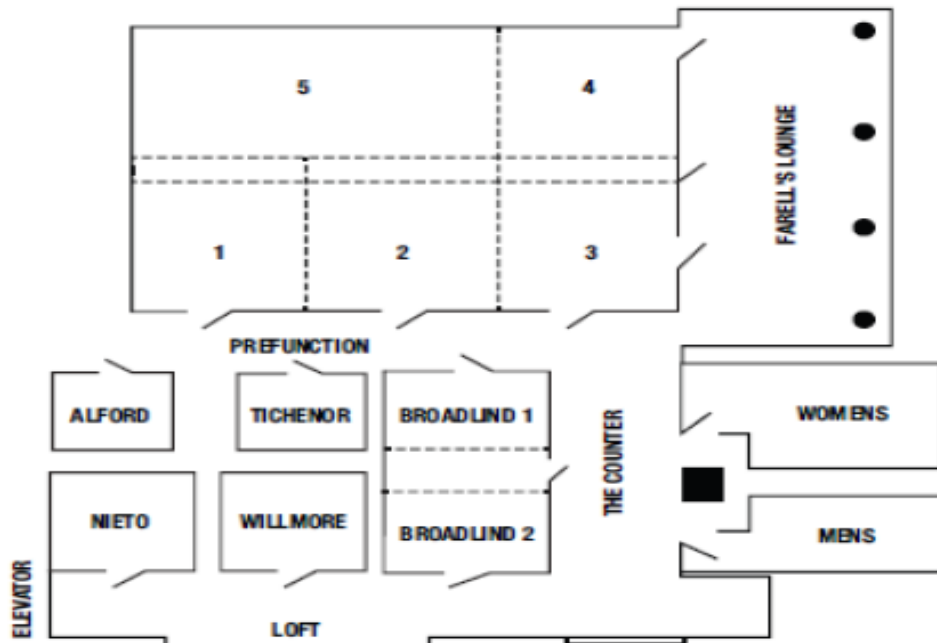 5
4
FARELL'S LOUNGE
1
2
3
PREFUNCTION
ALFORD
TICHENOR
BROADLIND 1
THE COUNTER
WOMENS
NIETO
WILLMORE
BROADLIND 2
MENS
ELEVATOR
LOFT